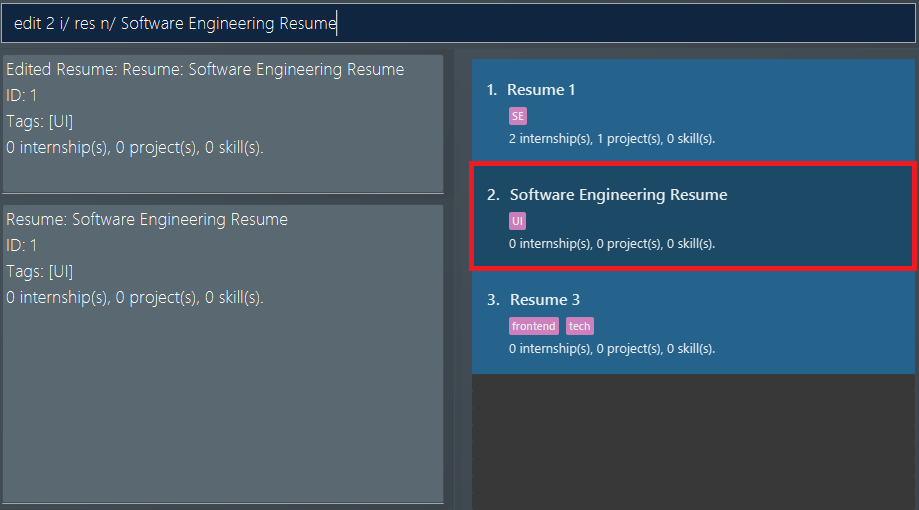 edit 2 i/ res n/ Software Engineering Resume
Edited Resume: Resume: Software Engineering Resume
ID: 1
Tags: [UI]
0 internship(s), 0 project(s), 0 skill(s).
Resume: Software Engineering Resume
ID: 1
Tags: [UI]
0 internship(s), 0 project(s), 0 skill(s).
1. Resume 1
SE
2 internship(s), 1 project(s), 0 skill(s).
2. Software Engineering Resume
UI
0 internship(s), 0 project(s), 0 skill(s).
3. Resume 3
frontend tech
0 internship(s), 0 project(s), 0 skill(s).